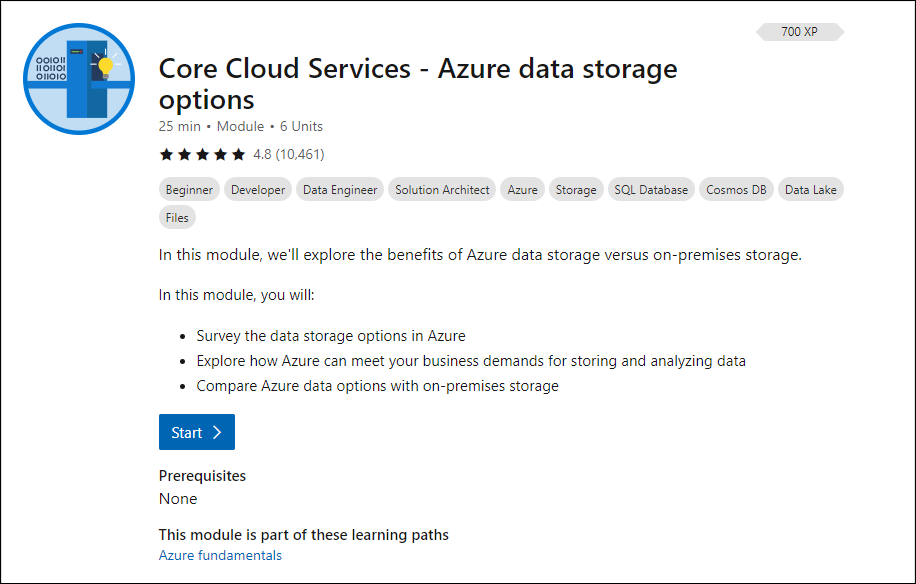 700 XP
OOIOII
IIOIOI
OIIOIO
Core Cloud Services - Azure data storage
options
25 min • Module • 6 Units
4.8 (10,461)
Beginner Developer Data Engineer Solution Architect Azure Storage SQL Database Cosmos DB Data Lake
Files
In this module, we'll explore the benefits of Azure data storage versus on-premises storage.
In this module, you will:
• Survey the data storage options in Azure
• Explore how Azure can meet your business demands for storing and analyzing data
• Compare Azure data options with on-premises storage
Start
Prerequisites
None
This module is part of these learning paths
Azure fundamentals